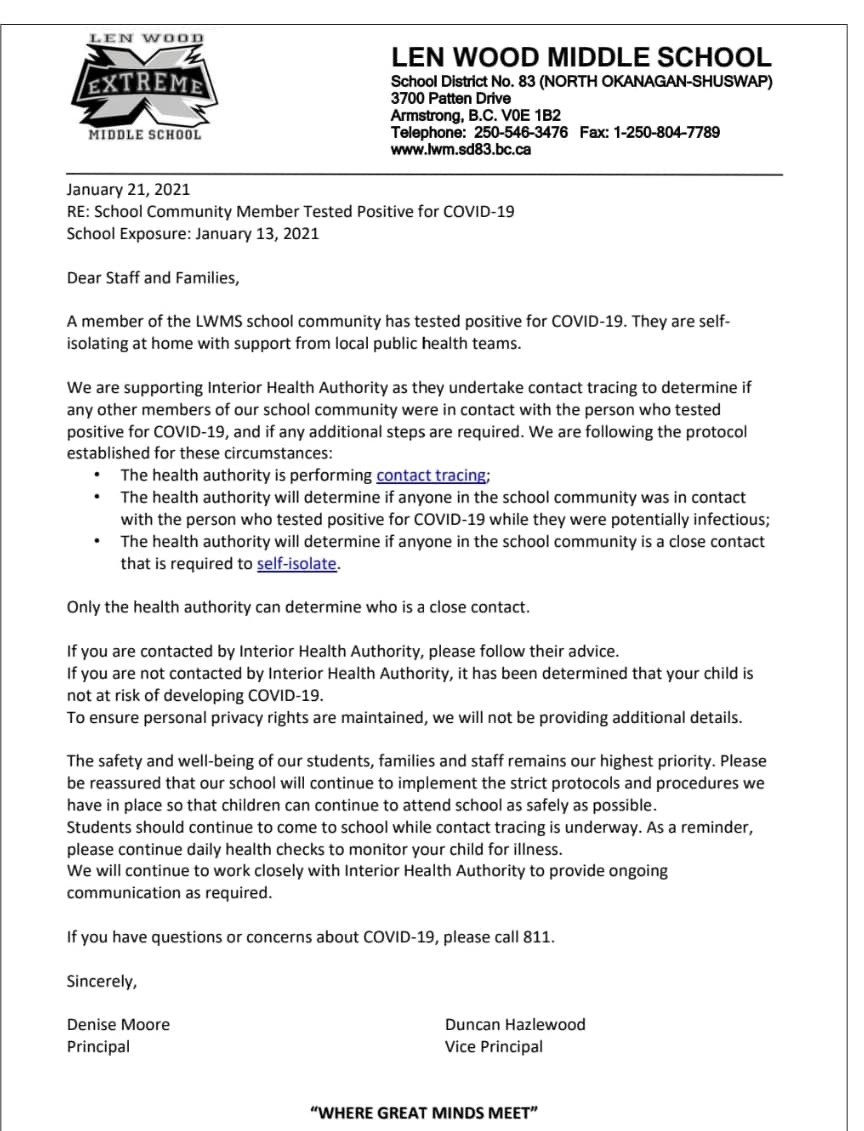 LEN WOOD
EXTREME
MIDDLE SCHOOL
LEN WOOD MIDDLE SCHOOL
School District No. 83 (NORTH OKANAGAN-SHUSWAP)
3700 Patten Drive
Armstrong, B.C. V0E 1B2
Telephone: 250-546-3476 Fax: 1-250-804-7789
www.lwm.sd83.bc.ca
January 21, 2021
RE: School Community Member Tested Positive for COVID-19
School Exposure: January 13, 2021
Dear Staff and Families,
A member of the LWMS school community has tested positive for COVID-19. They are self-
isolating at home with support from local public health teams.
We are supporting Interior Health Authority as they undertake contact tracing to determine if
any other members of our school community were in contact with the person who tested
positive for COVID-19, and if any additional steps are required. We are following the protocol
established for these circumstances:
• The health authority is performing contact tracing;
• The health authority will determine if anyone in the school community was in contact
with the person who tested positive for COVID-19 while they were potentially infectious;
• The health authority will determine if anyone in the school community is a close contact
that is required to self-isolate.
Only the health authority can determine who is a close contact.
If you are contacted by Interior Health Authority, please follow their advice.
If you are not contacted by Interior Health Authority, it has been determined that your child is
not at risk of developing COVID-19.
To ensure personal privacy rights are maintained, we will not be providing additional details.
The safety and well-being of our students, families and staff remains our highest priority. Please
be reassured that our school will continue to implement the strict protocols and procedures we
have in place so that children can continue to attend school as safely as possible.
Students should continue to come to school while contact tracing is underway. As a reminder,
please continue daily health checks to monitor your child for illness.
We will continue to work closely with Interior Health Authority to provide ongoing
communication as required.
If you have questions or concerns about COVID-19, please call 811.
Sincerely,
Denise Moore Duncan Hazlewood
Principal Vice Principal
“WHERE GREAT MINDS MEET”